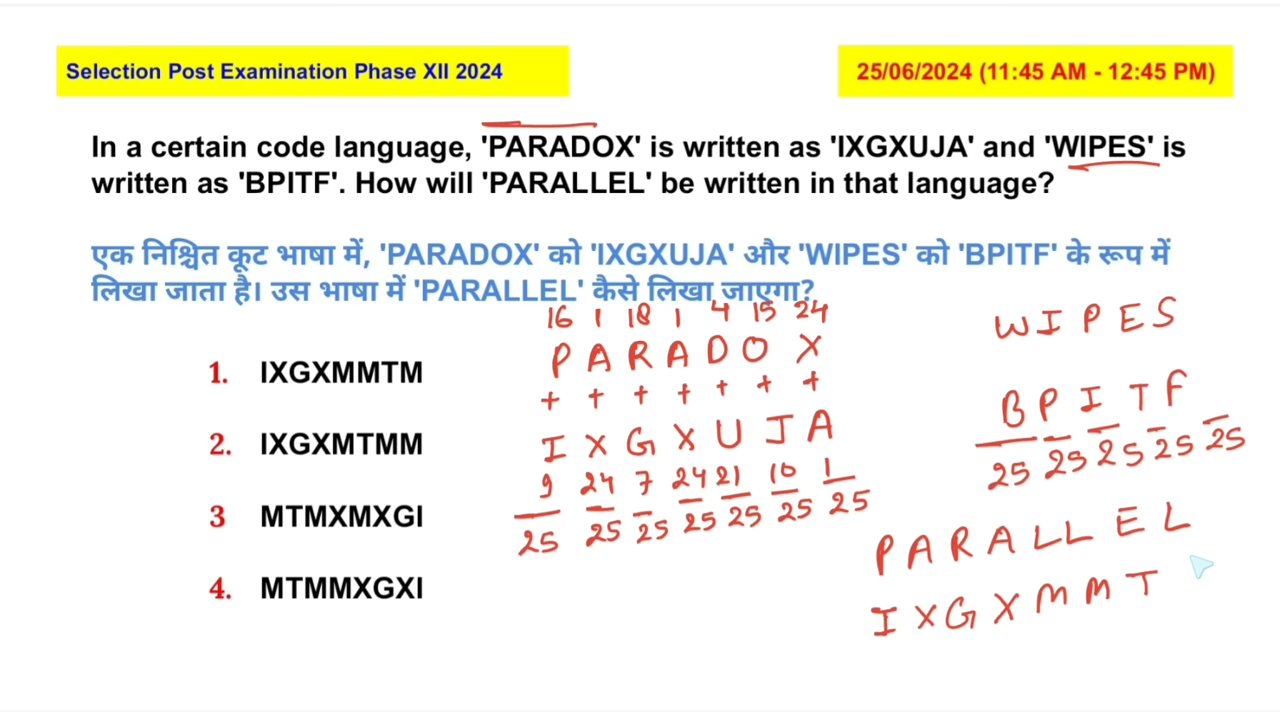 Selection Post Examination Phase XII 2024
25/06/2024 (11:45 AM - 12:45 PM)
In a certain code language, 'PARADOX' is written as 'IXGXUJA' and 'WIPES' is
written as 'BPITF'. How will 'PARALLEL' be written in that language?
एक निश्चित कूट भाषा में, 'PARADOX' को 'IXGXUJA' और 'WIPES' को 'BPITF' के रूप में
लिखा जाता है। उस भाषा में 'PARALLEL' कैसे लिखा जाएगा?
1. IXGXMMTM
2. IXGXMTMM
3 MTMXMXGI
4. MTMMXGXI
16 1 18 1 4 15 24
P A R A D O X
+ + + + + + +
I X G X U J A
9 24 7 24 21 10 1
25 25 25 25 25 25 25
W I P E S
B P I T F
25 25 25 25 25
P A R A L L E L
I X G X M M T